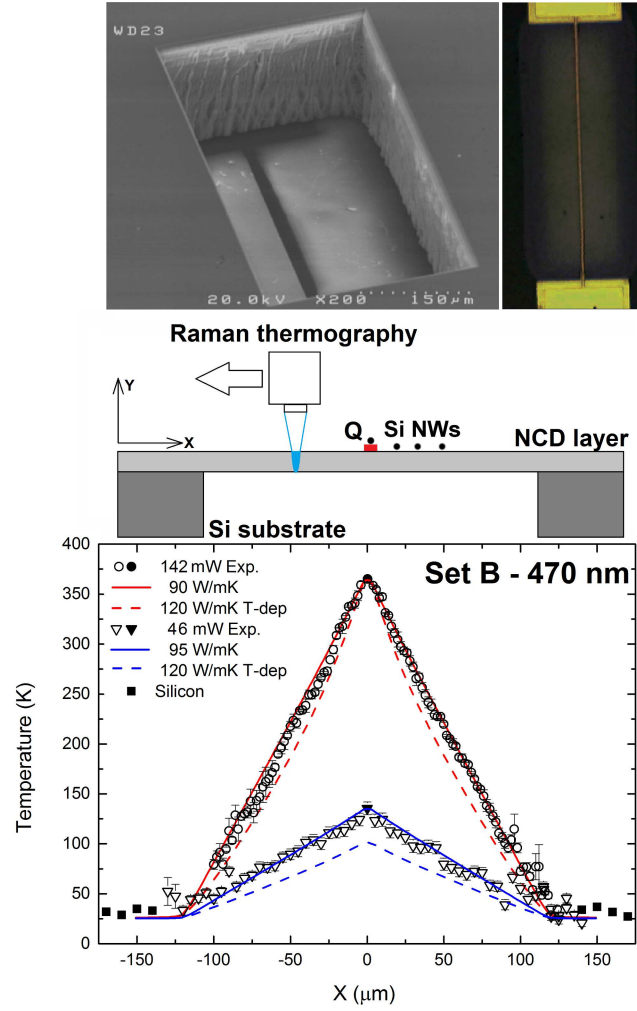 WD23
20.0kV X200 150µm
Raman thermography
Y
X
Q Si NWs
NCD layer
Si substrate
Set B - 470 nm
142 mW Exp.
90 W/mK
120 W/mK T-dep
46 mW Exp.
95 W/mK
120 W/mK T-dep
Silicon
Temperature (K)
400
350
300
250
200
150
100
50
0
-150 -100 -50 0 50 100 150
X (μm)